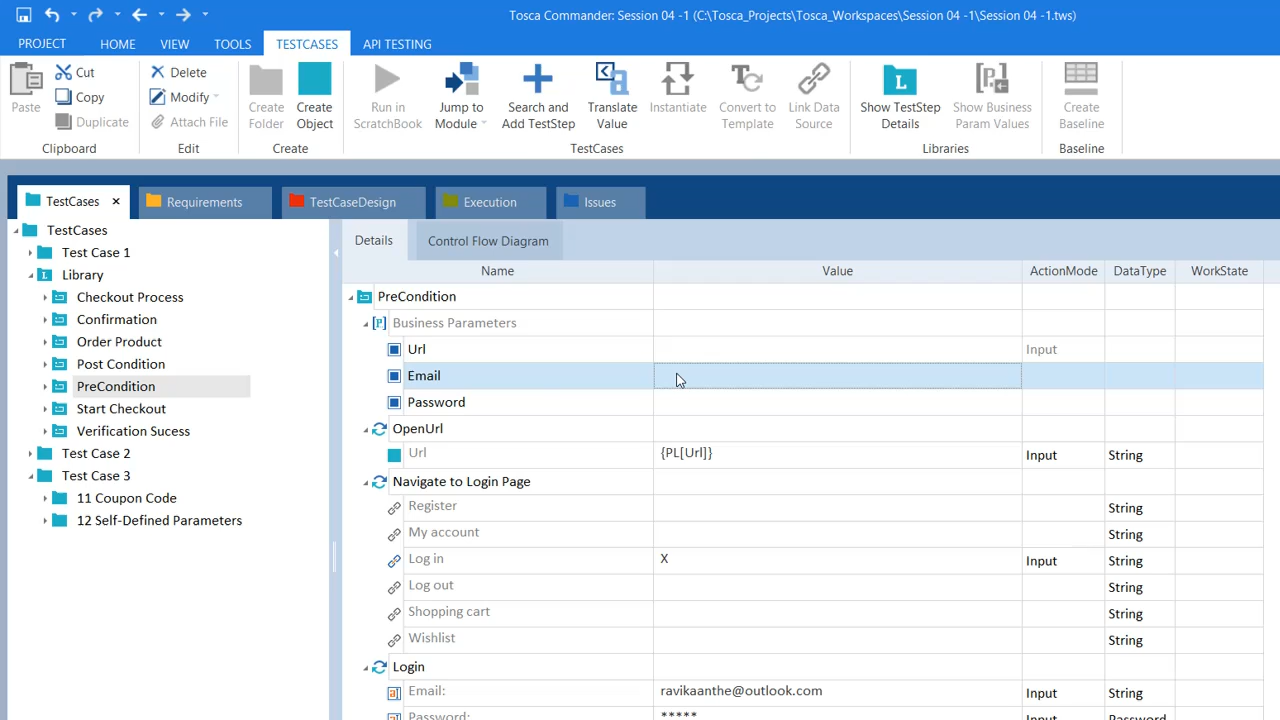 Tosca Commander: Session 04 -1 (C:\Tosca_Projects\Tosca_Workspaces\Session 04 -1\Session 04 -1.tws)
PROJECT HOME VIEW TOOLS TESTCASES API TESTING
Paste
Cut
Copy
Duplicate
Clipboard
Delete
Modify
Attach File
Edit
Create Folder
Create Object
Create
Run in ScratchBook
Jump to Module
Search and Add TestStep
Translate Value
Instantiate
Convert to Template
Link Data Source
TestCases
Show TestStep Details
Show Business Param Values
Libraries
Create Baseline
Baseline
TestCases × Requirements TestCaseDesign Execution Issues
TestCases
Test Case 1
Library
Checkout Process
Confirmation
Order Product
Post Condition
PreCondition
Start Checkout
Verification Sucess
Test Case 2
Test Case 3
11 Coupon Code
12 Self-Defined Parameters
Details Control Flow Diagram
Name Value ActionMode DataType WorkState
PreCondition
Business Parameters
Url Input
Email
Password
OpenUrl
Url {PL[Url]} Input String
Navigate to Login Page
Register String
My account String
Log in X Input String
Log out String
Shopping cart String
Wishlist String
Login
Email: ravikaanthe@outlook.com Input String
Password: ***** Input Password